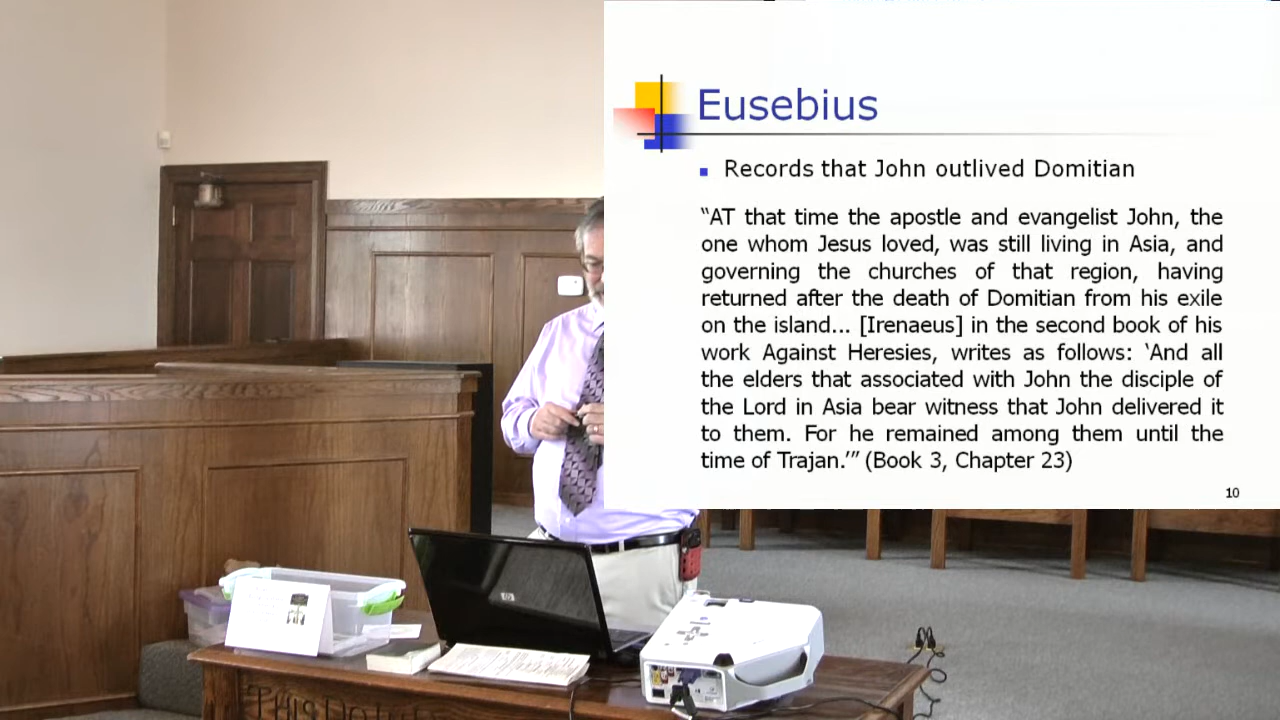 Eusebius
Records that John outlived Domitian
“AT that time the apostle and evangelist John, the
one whom Jesus loved, was still living in Asia, and
governing the churches of that region, having
returned after the death of Domitian from his exile
on the island... [Irenaeus] in the second book of his
work Against Heresies, writes as follows: ‘And all
the elders that associated with John the disciple of
the Lord in Asia bear witness that John delivered it
to them. For he remained among them until the
time of Trajan.’” (Book 3, Chapter 23)
10
hp
THIS DO IN